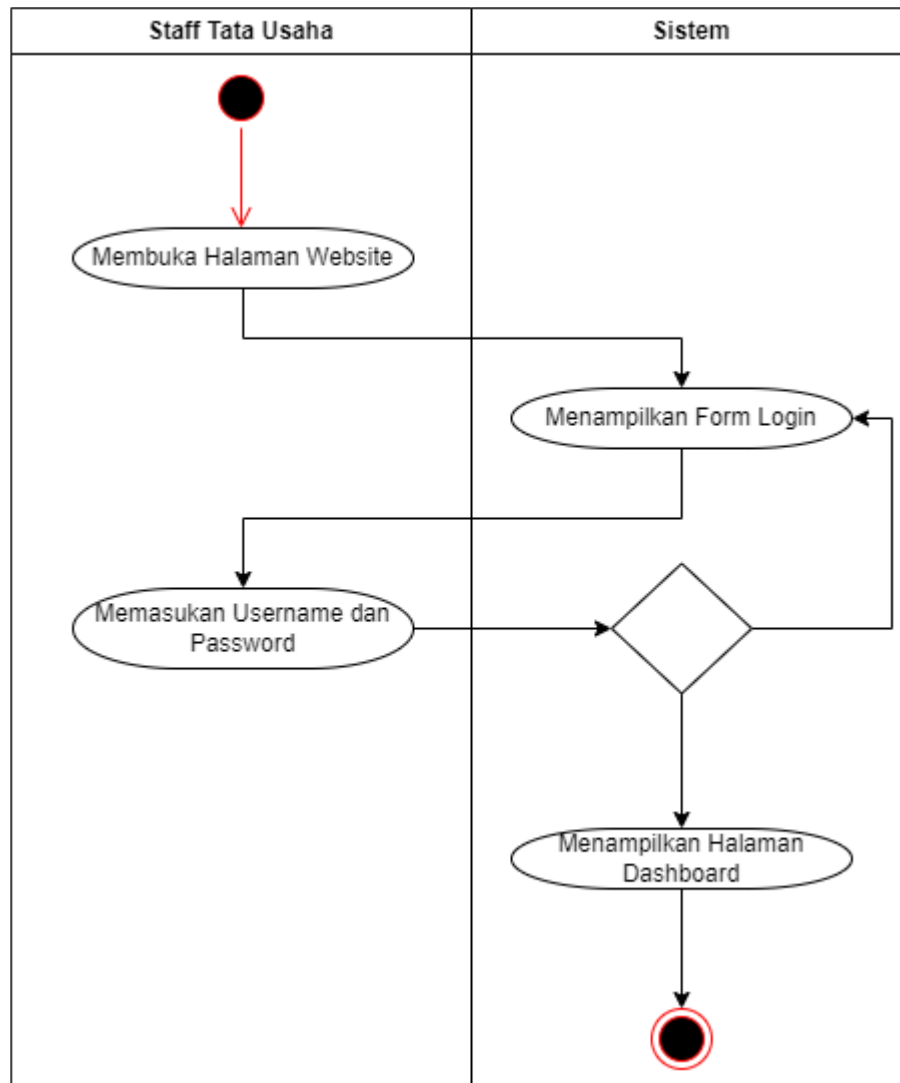 Staff Tata Usaha
Sistem
Membuka Halaman Website
Menampilkan Form Login
Memasukan Username dan
Password
Menampilkan Halaman
Dashboard